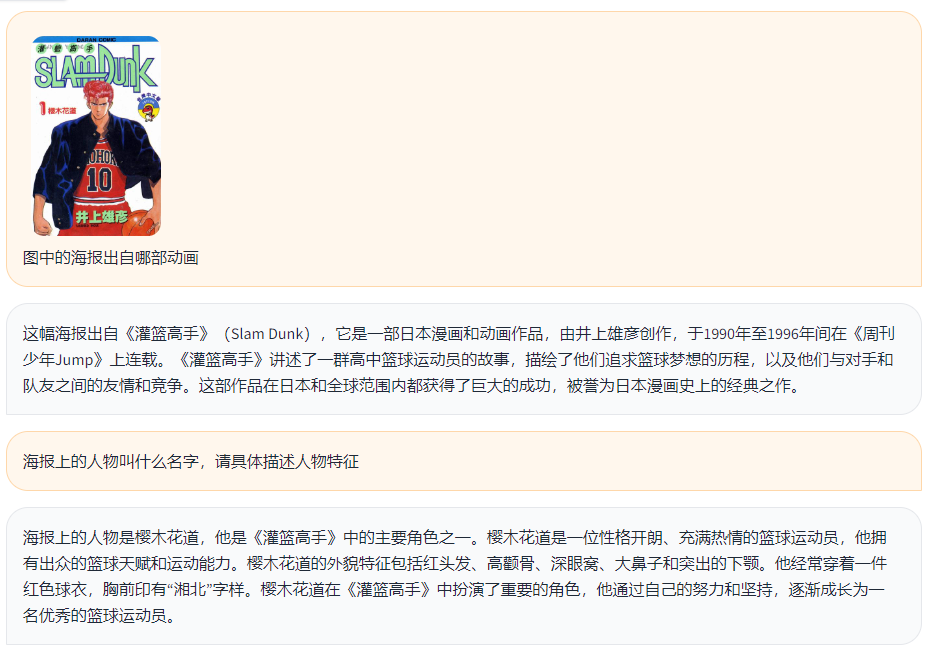 DARAN COMIC
灌籃高手
SLAM DUNK
1 櫻木花道
OHOK
10
井上雄彦
图中的海报出自哪部动画
这幅海报出自《灌篮高手》（Slam Dunk），它是一部日本漫画和动画作品，由井上雄彦创作，于1990年至1996年间在《周刊
少年Jump》上连载。《灌篮高手》讲述了一群高中篮球运动员的故事，描绘了他们追求篮球梦想的历程，以及他们与对手和
队友之间的友情和竞争。这部作品在日本和全球范围内都获得了巨大的成功，被誉为日本漫画史上的经典之作。
海报上的人物叫什么名字，请具体描述人物特征
海报上的人物是樱木花道，他是《灌篮高手》中的主要角色之一。樱木花道是一位性格开朗、充满热情的篮球运动员，他拥
有出众的篮球天赋和运动能力。樱木花道的外貌特征包括红头发、高颧骨、深眼窝、大鼻子和突出的下颚。他经常穿着一件
红色球衣，胸前印有“湘北”字样。樱木花道在《灌篮高手》中扮演了重要的角色，他通过自己的努力和坚持，逐渐成长为一
名优秀的篮球运动员。